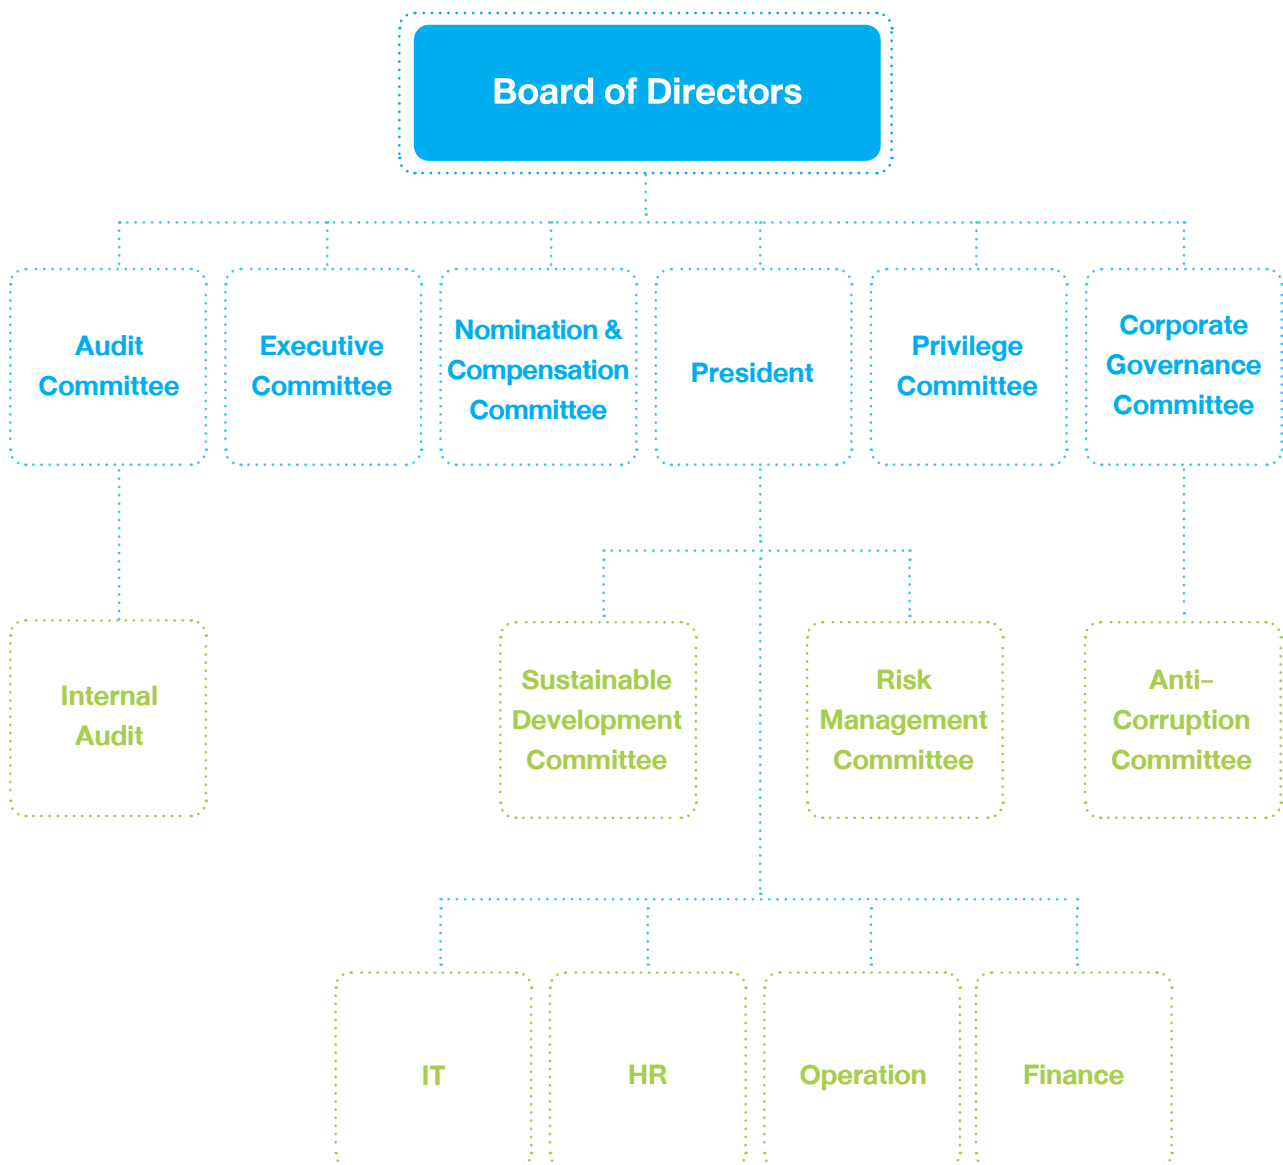 Board of Directors
Audit
Committee
Executive
Committee
Nomination &
Compensation
Committee
President
Privilege
Committee
Corporate
Governance
Committee
Internal
Audit
Sustainable
Development
Committee
Risk
Management
Committee
Anti–
Corruption
Committee
IT
HR
Operation
Finance